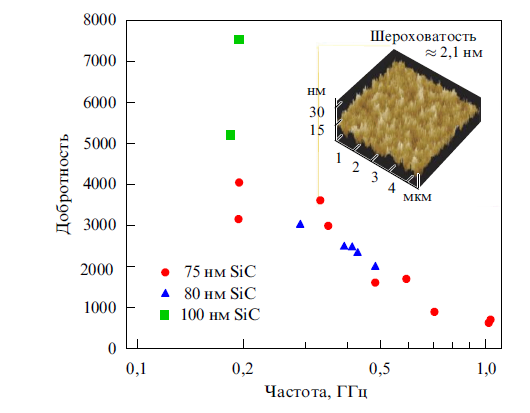 8000
7000
6000
5000
4000
3000
2000
1000
0
Добротность
Шероховатость
≈ 2,1 нм
нм
30
15
1
2
3
4
мкм
75 нм SiC
80 нм SiC
100 нм SiC
0,1
0,2
0,5
1,0
Частота, ГГц